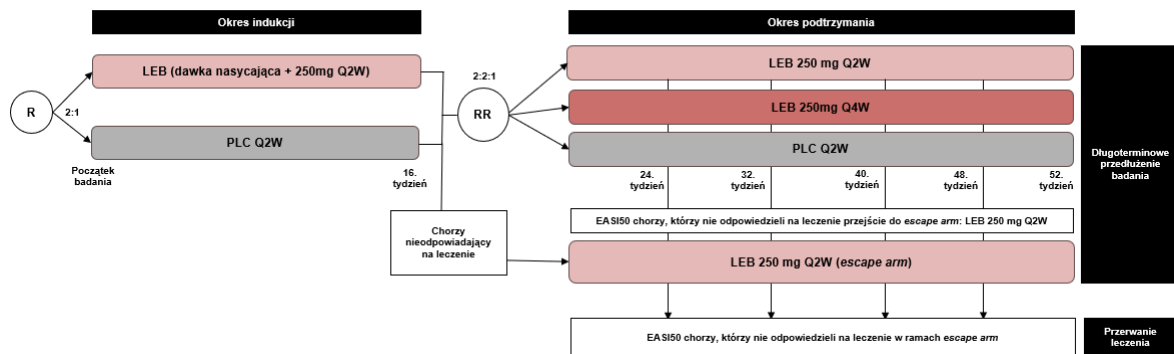 Okres indukcji
Okres podtrzymania
LEB (dawka nasycająca + 250mg Q2W)
R
2:1
PLC Q2W
Początek
badania
16.
tydzień
2:2:1
RR
LEB 250 mg Q2W
LEB 250mg Q4W
PLC Q2W
24.
tydzień
32.
tydzień
40.
tydzień
48.
tydzień
52.
tydzień
Długoterminowe
przedłużenie
badania
Chorzy
nieodpowiadający
na leczenie
EASI50 chorzy, którzy nie odpowiedzieli na leczenie przejście do escape arm: LEB 250 mg Q2W
LEB 250 mg Q2W (escape arm)
EASI50 chorzy, którzy nie odpowiedzieli na leczenie w ramach escape arm
Przerwanie
leczenia